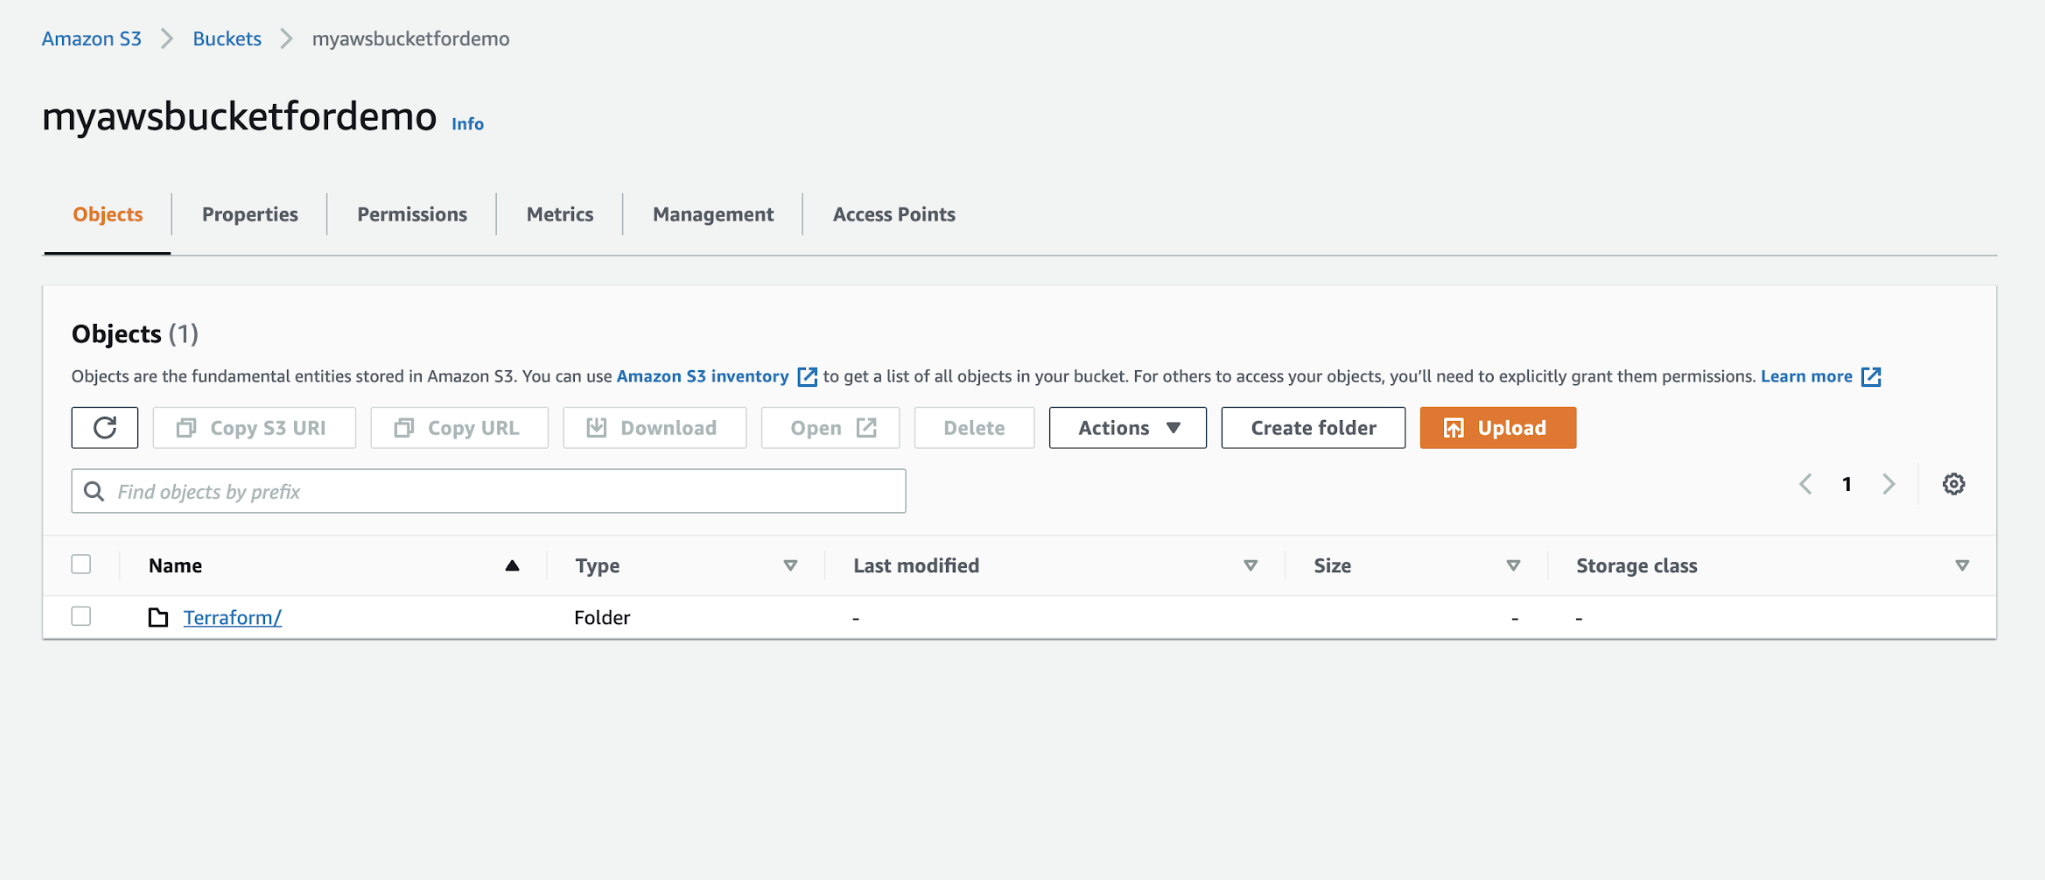 Amazon S3 > Buckets > myawsbucketfordemo
myawsbucketfordemo Info
Objects Properties Permissions Metrics Management Access Points
Objects (1)
Objects are the fundamental entities stored in Amazon S3. You can use Amazon S3 inventory to get a list of all objects in your bucket. For others to access your objects, you'll need to explicitly grant them permissions. Learn more
Copy S3 URI Copy URL Download Open Delete Actions Create folder Upload
Find objects by prefix 1
Name Type Last modified Size Storage class
Terraform/ Folder - - -